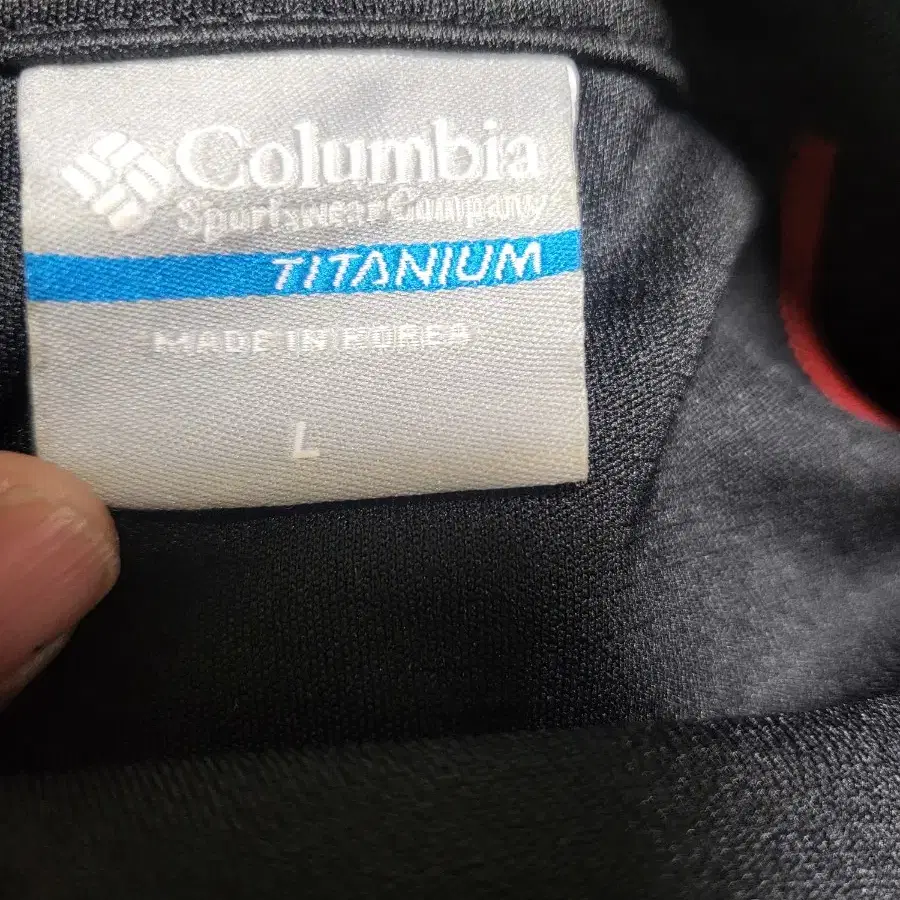 Columbia
Sportswear Company
TITANIUM
MADE IN KOREA
L